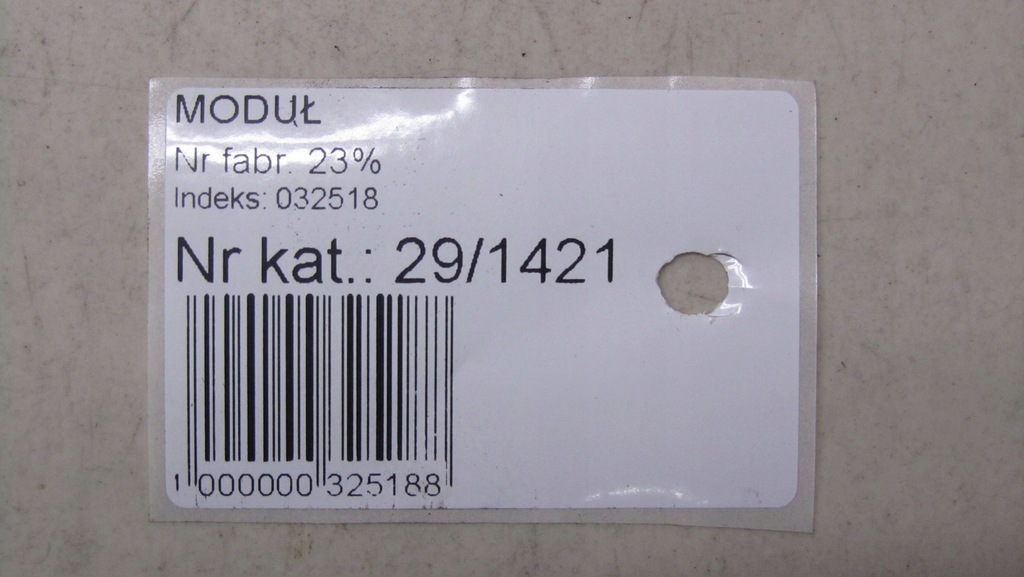 MODUŁ
Nr fabr. 23%
Indeks: 032518
Nr kat.: 29/1421
1 000000 325188